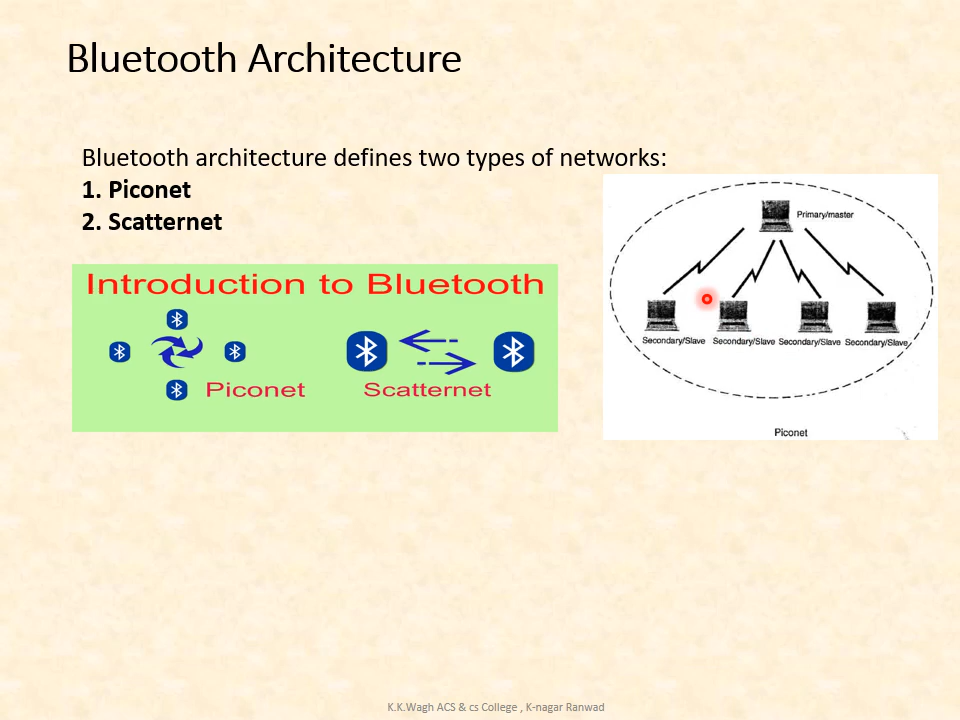 Bluetooth Architecture
Bluetooth architecture defines two types of networks:
1. Piconet
2. Scatternet
Introduction to Bluetooth
Piconet
Scatternet
Primary/master
Secondary/Slave Secondary/Slave Secondary/Slave Secondary/Slave
Piconet
K.K.Wagh ACS & cs College , K-nagar Ranwad